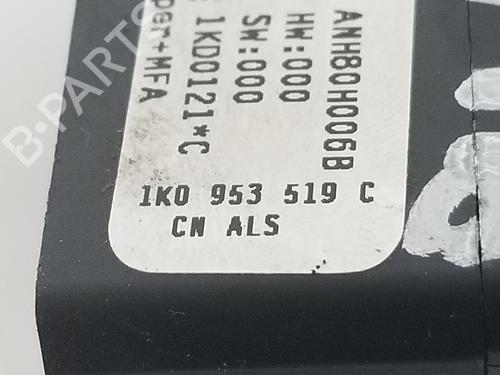 ANH80H006B
HW:000
SW:000
1KD0121*C
per+MFA
1K0 953 519 C
CN ALS
B-PARTS